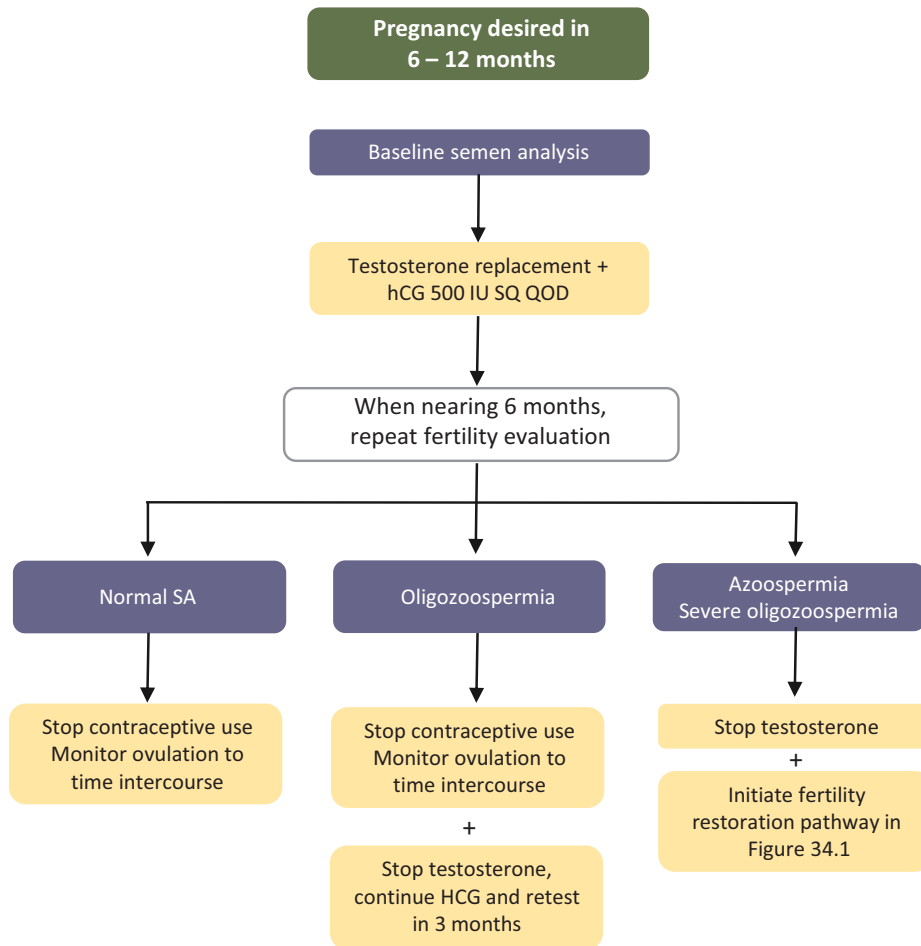 Pregnancy desired in
6 – 12 months
Baseline semen analysis
Testosterone replacement +
hCG 500 IU SQ QOD
When nearing 6 months,
repeat fertility evaluation
Normal SA
Oligozoospermia
Azoospermia
Severe oligozoospermia
Stop contraceptive use
Monitor ovulation to
time intercourse
Stop contraceptive use
Monitor ovulation to
time intercourse
+
Stop testosterone,
continue HCG and retest
in 3 months
Stop testosterone
+
Initiate fertility
restoration pathway in
Figure 34.1